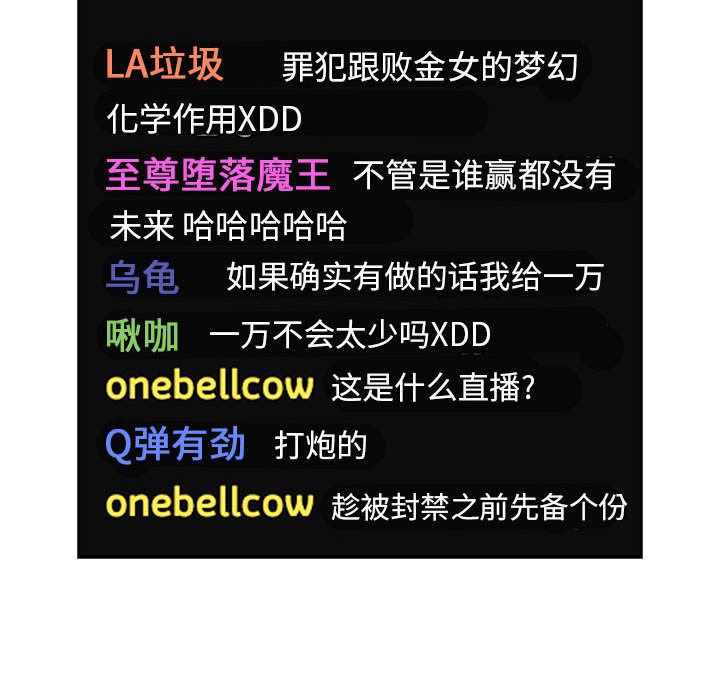 LA垃圾 罪犯跟败金女的梦幻
化学作用XDD
至尊堕落魔王 不管是谁赢都没有
未来 哈哈哈哈哈
乌龟 如果确实有做的话我给一万
啾咖 一万不会太少吗XDD
onebellcow 这是什么直播?
Q弹有劲 打炮的
onebellcow 趁被封禁之前先备个份